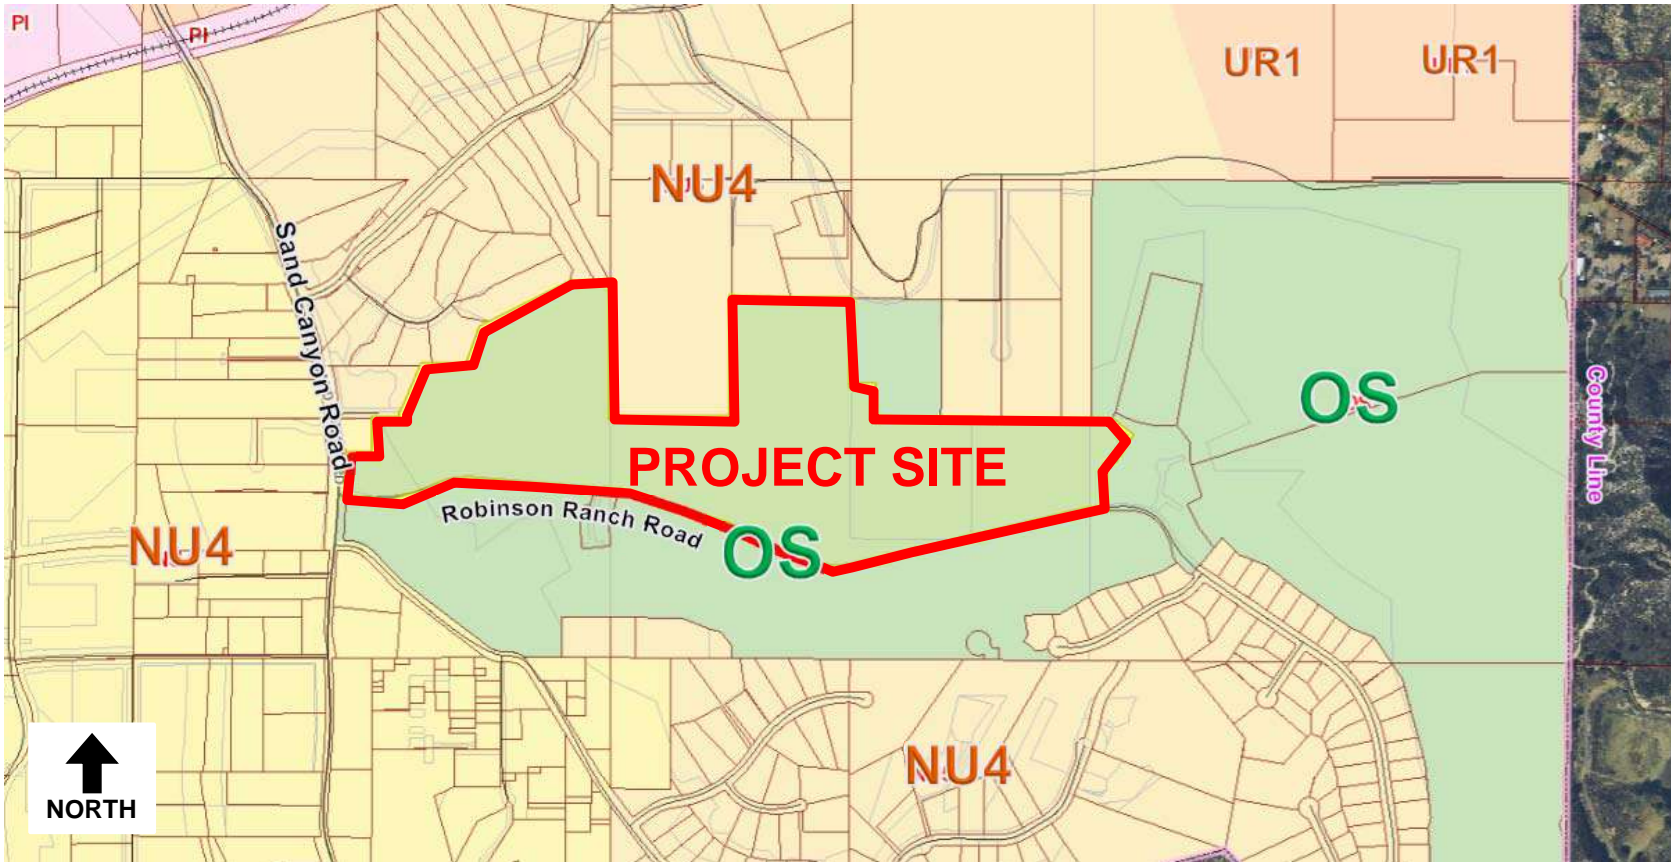 PI
PI
UR1
UR1
NU4
Sand Canyon Road
OS
County Line
PROJECT SITE
Robinson Ranch Road
NU4
OS
NU4
NORTH